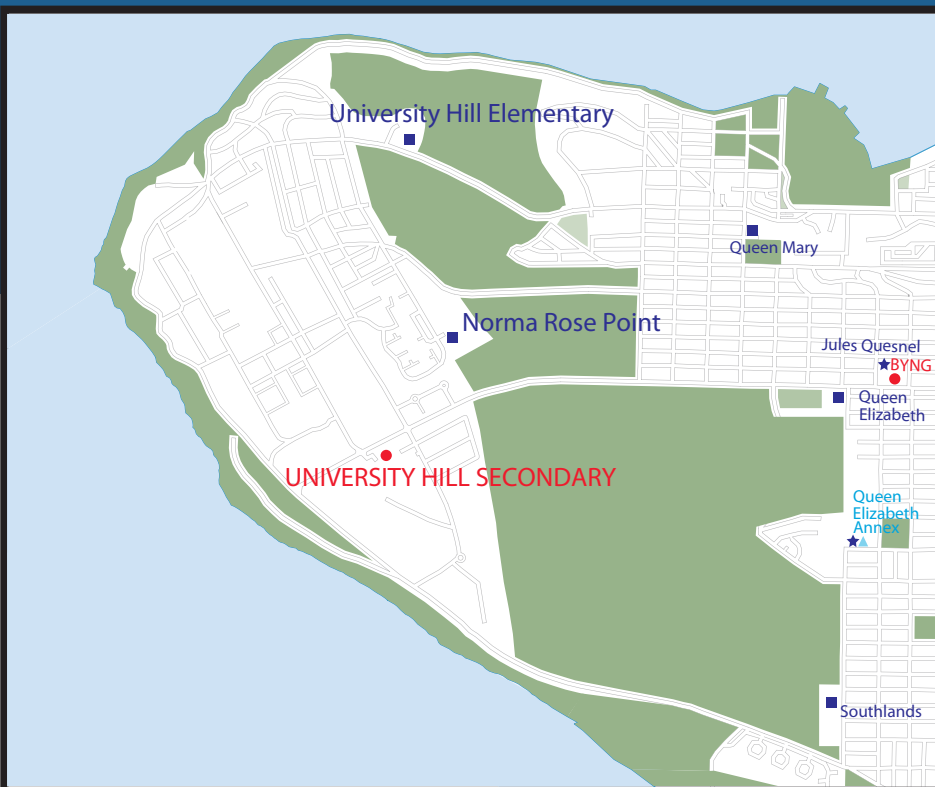 University Hill Elementary
Queen Mary
Norma Rose Point
Jules Quesnel
BYNG
Queen
Elizabeth
UNIVERSITY HILL SECONDARY
Queen
Elizabeth
Annex
Southlands